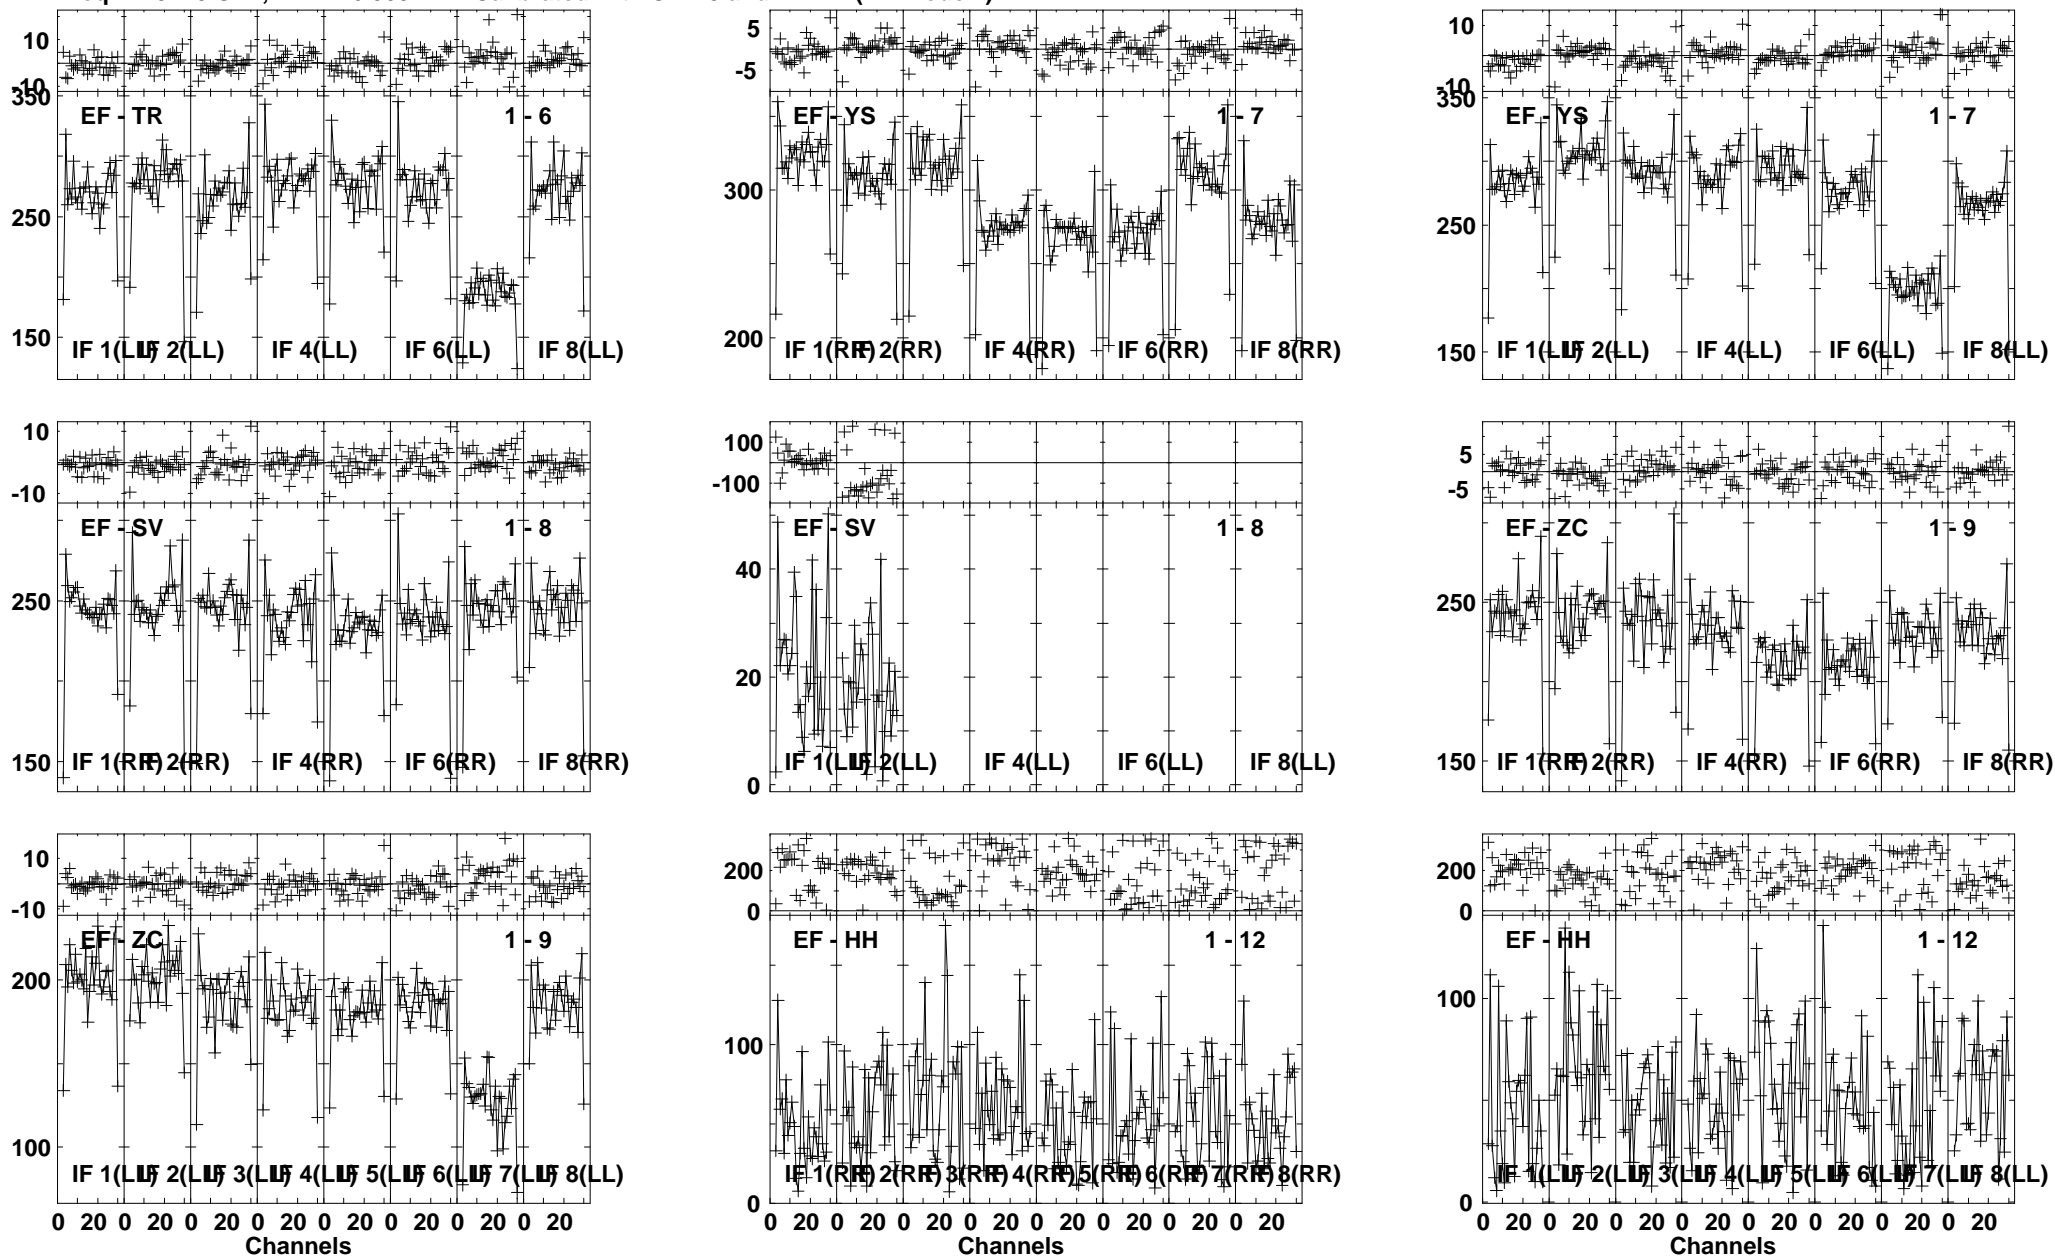 10
-10
350
EF - TR 1 - 6
250
150
IF 1(LL) IF 2(LL) IF 4(LL) IF 6(LL) IF 8(LL)
5
-5
EF - YS 1 - 7
300
200
IF 1(RR) IF 2(RR) IF 4(RR) IF 6(RR) IF 8(RR)
10
-10
350
EF - YS 1 - 7
250
150
IF 1(LL) IF 2(LL) IF 4(LL) IF 6(LL) IF 8(LL)
10
-10
EF - SV 1 - 8
250
150
IF 1(RR) IF 2(RR) IF 4(RR) IF 6(RR) IF 8(RR)
100
-100
EF - SV 1 - 8
40
20
0
IF 1(LL) IF 2(LL) IF 4(LL) IF 6(LL) IF 8(LL)
5
-5
EF - ZC 1 - 9
250
150
IF 1(RR) IF 2(RR) IF 4(RR) IF 6(RR) IF 8(RR)
10
-10
EF - ZC 1 - 9
200
100
IF 1(LL) IF 2(LL) IF 3(LL) IF 4(LL) IF 5(LL) IF 6(LL) IF 7(LL) IF 8(LL)
0 20 0 20 0 20 0 20 0 20 0 20 0 20 0 20
Channels
200
0
EF - HH 1 - 12
100
0
IF 1(RR) IF 2(RR) IF 3(RR) IF 4(RR) IF 5(RR) IF 6(RR) IF 7(RR) IF 8(RR)
0 20 0 20 0 20 0 20 0 20 0 20 0 20 0 20
Channels
200
0
EF - HH 1 - 12
100
0
IF 1(LL) IF 2(LL) IF 3(LL) IF 4(LL) IF 5(LL) IF 6(LL) IF 7(LL) IF 8(LL)
0 20 0 20 0 20 0 20 0 20 0 20 0 20 0 20
Channels